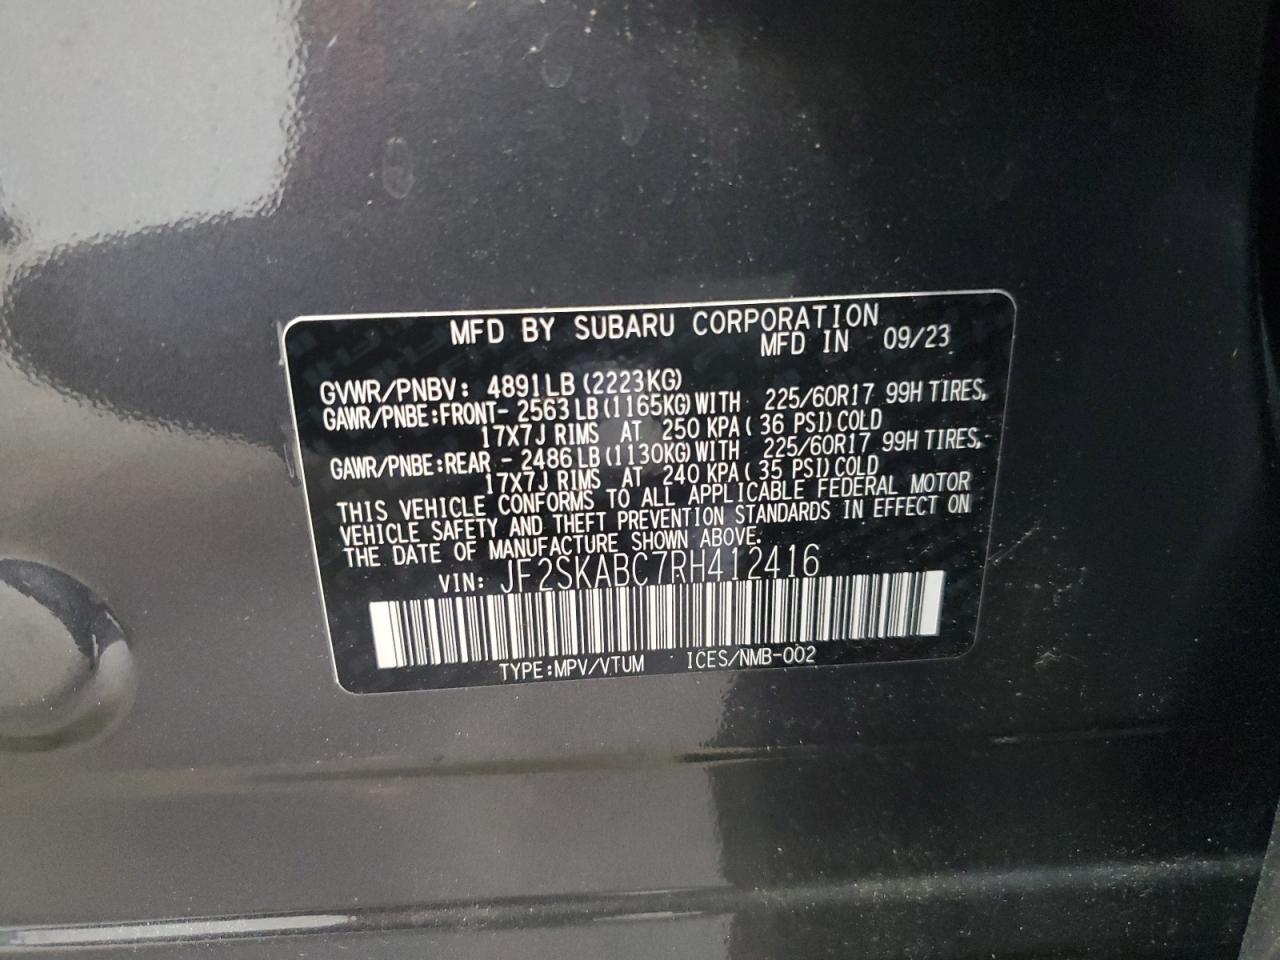 MFD BY SUBARU CORPORATION
MFD IN 09/23
GVWR/PNBV: 4891LB (2223KG)
GAWR/PNBE:FRONT- 2563LB (1165KG) WITH 225/60R17 99H TIRES,
17X7J RIMS AT 250 KPA ( 36 PSI) COLD
GAWR/PNBE:REAR - 2486LB (1130KG) WITH 225/60R17 99H TIRES,
17X7J RIMS AT 240 KPA ( 35 PSI) COLD
THIS VEHICLE CONFORMS TO ALL APPLICABLE FEDERAL MOTOR
VEHICLE SAFETY AND THEFT PREVENTION STANDARDS IN EFFECT ON
THE DATE OF MANUFACTURE SHOWN ABOVE.
VIN: JF2SKABC7RH412416
TYPE:MPV/VTUM ICES/NMB-002